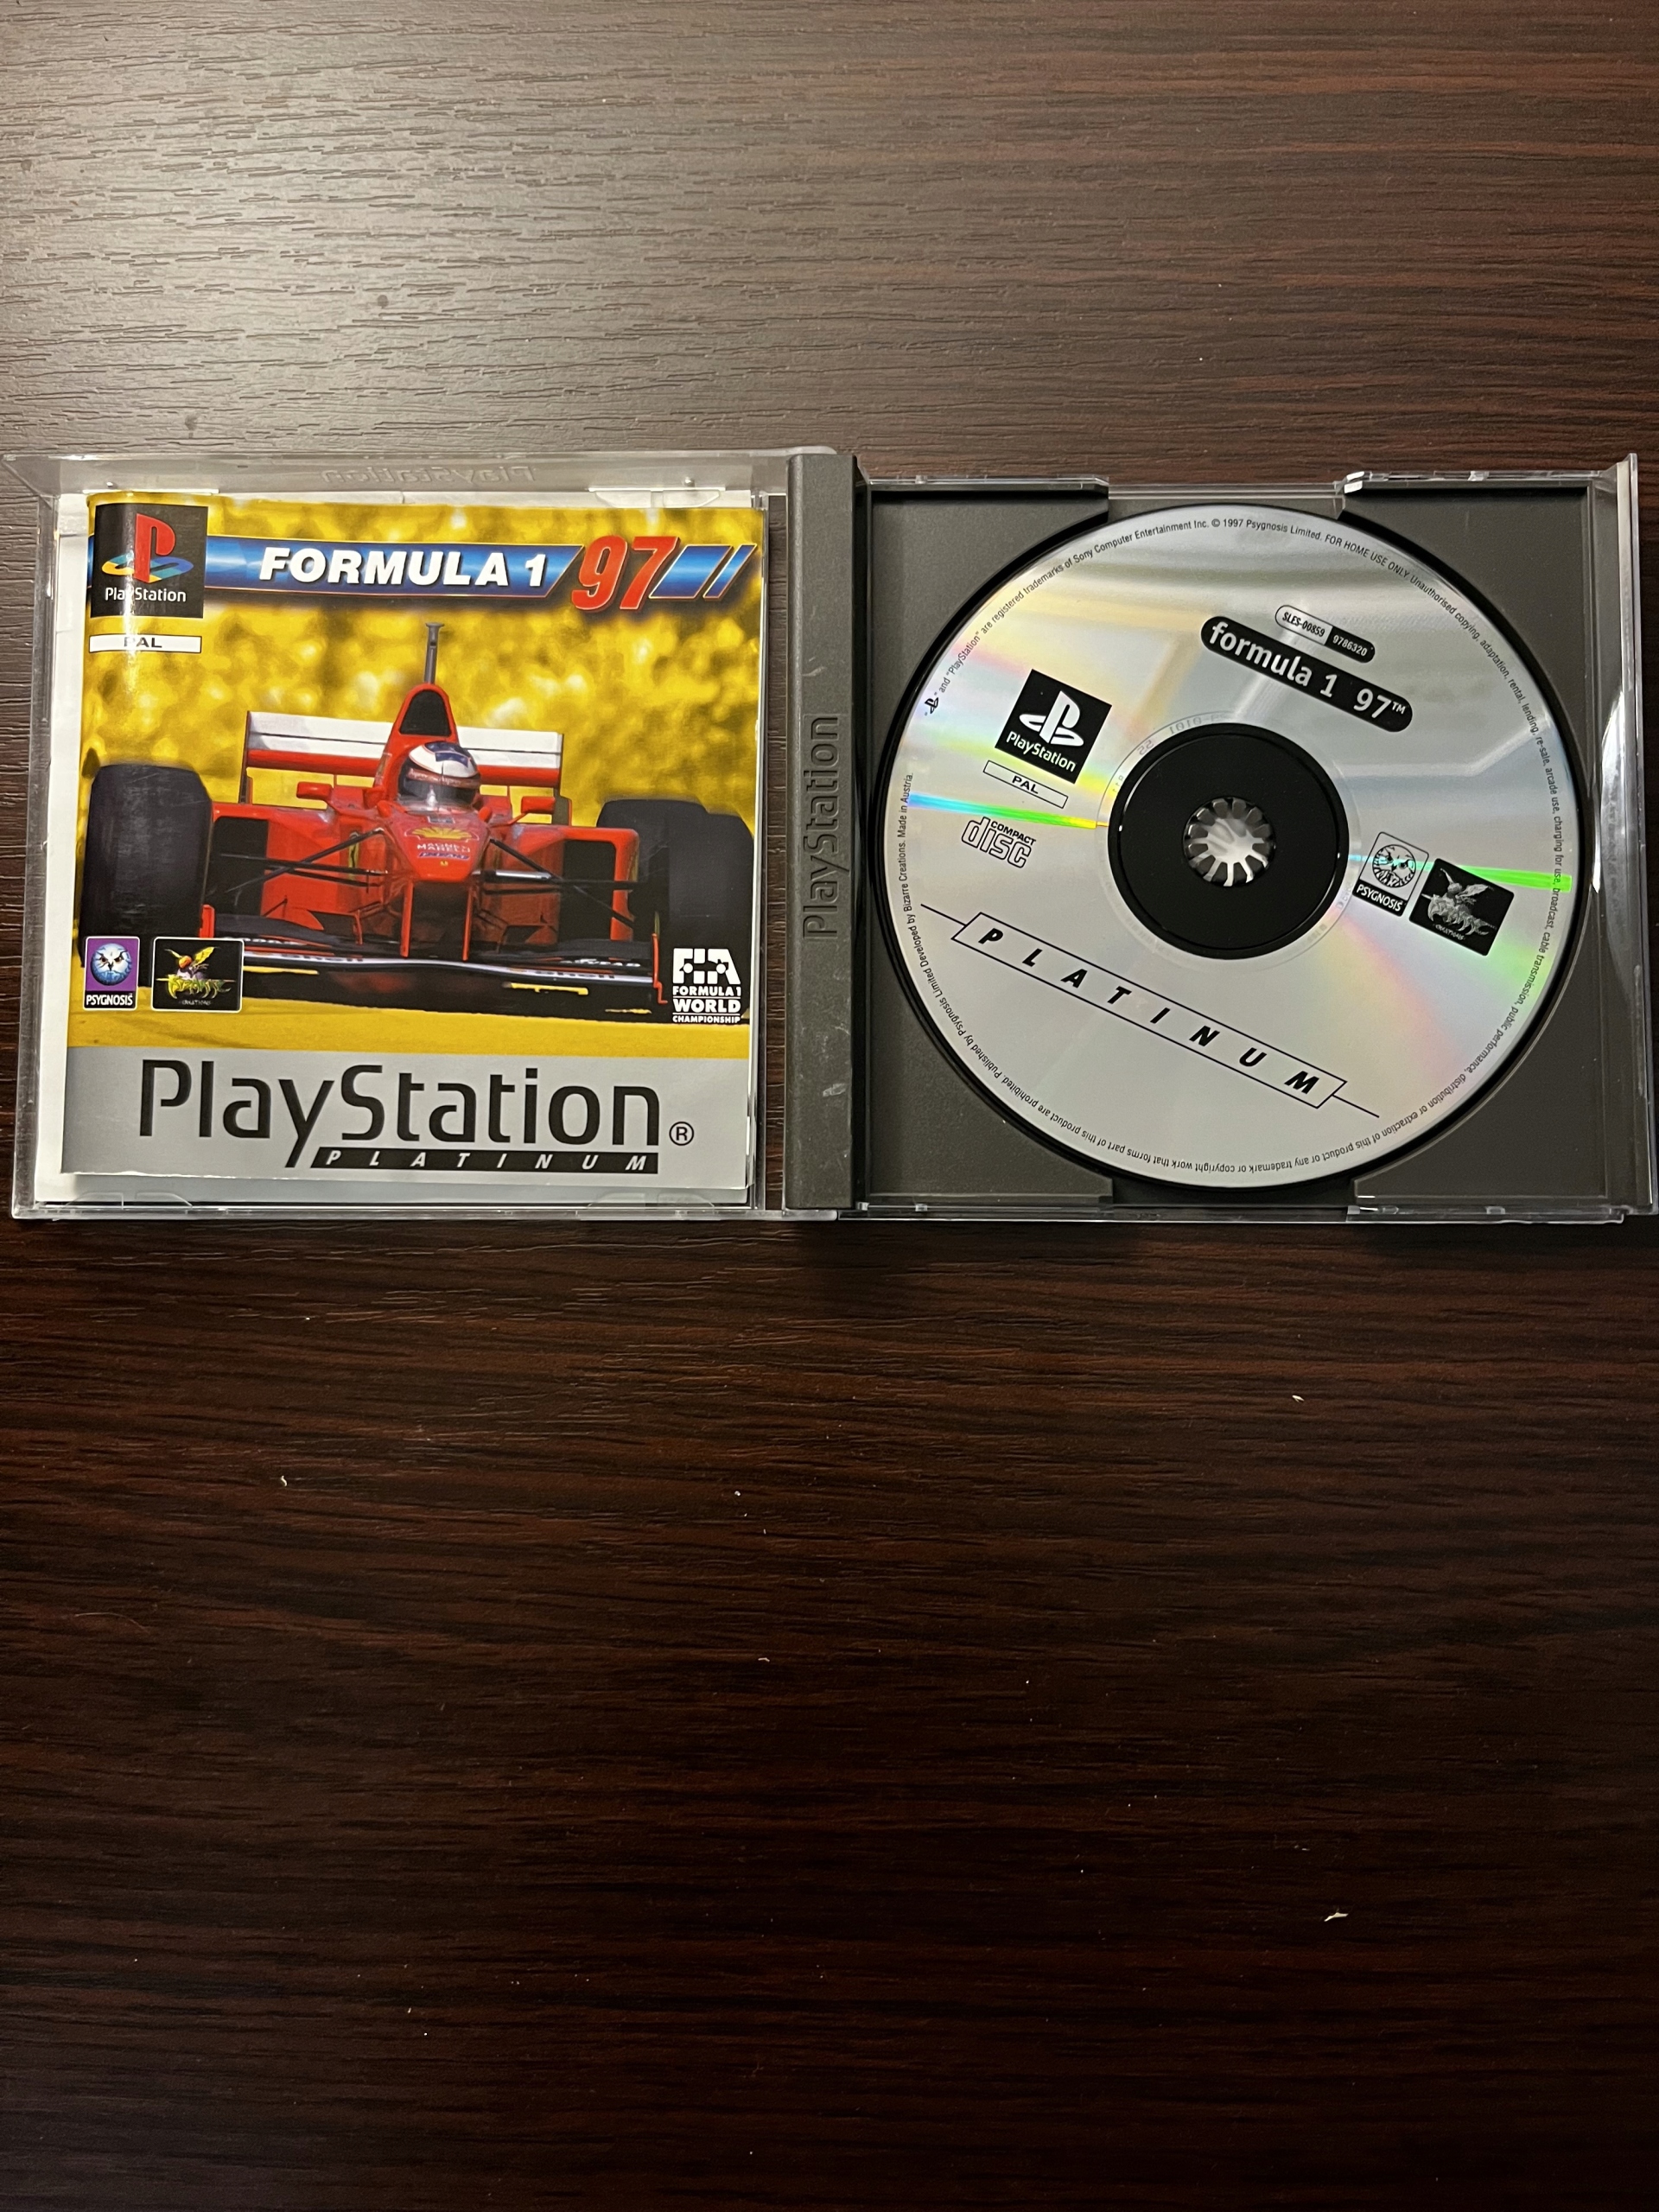 PlayStation
PlayStation
PAL
FORMULA 1 97
PSYGNOSIS
FIA
FORMULA 1
WORLD
CHAMPIONSHIP
PlayStation®
PLATINUM
PlayStation
SLES-00859 9786320
formula 1 97™
PlayStation
PAL
COMPACT
disc
PSYGNOSIS
PLATINUM
and "PlayStation" are registered trademarks of Sony Computer Entertainment Inc. © 1997 Psygnosis Limited. FOR HOME USE ONLY. Unauthorised copying, adaptation, rental, lending, re-sale, arcade use, charging for use, broadcast, cable transmission, public performance, distribution or extraction of this product or any trademark or copyright work that forms part of this product are prohibited. Published by Psygnosis Limited Developed by Bizarre Creations. Made in Austria.